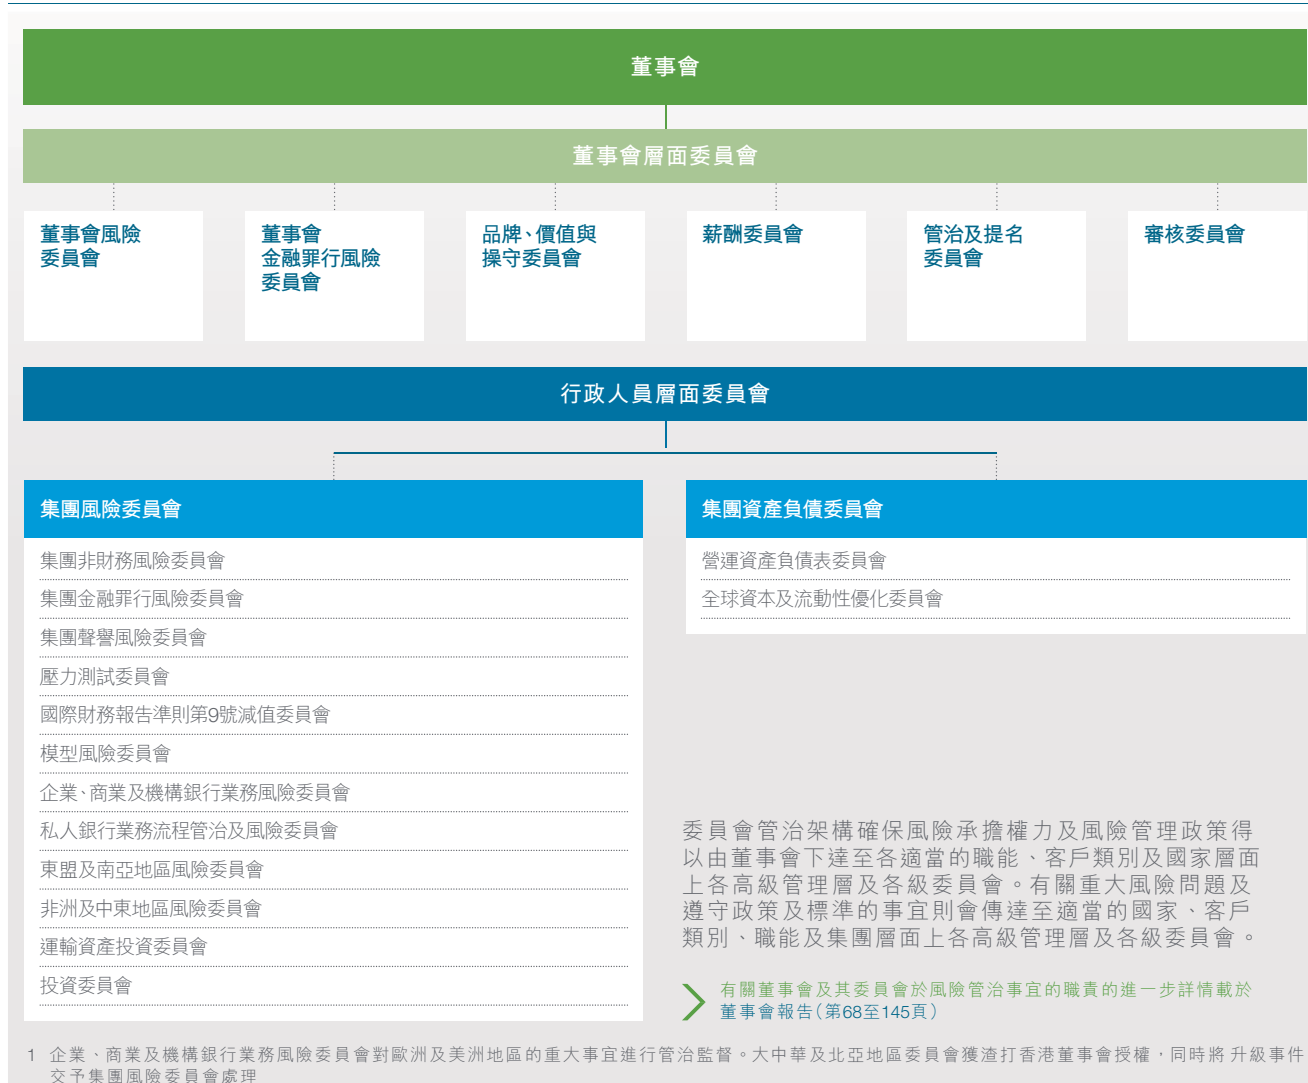 董事會
董事會層面委員會
董事會風險
委員會
董事會
金融罪行風險
委員會
品牌、價值與
操守委員會
薪酬委員會
管治及提名
委員會
審核委員會
行政人員層面委員會
集團風險委員會
集團非財務風險委員會
集團金融罪行風險委員會
集團聲譽風險委員會
壓力測試委員會
國際財務報告準則第9號減值委員會
模型風險委員會
企業、商業及機構銀行業務風險委員會
私人銀行業務流程管治及風險委員會
東盟及南亞地區風險委員會
非洲及中東地區風險委員會
運輸資產投資委員會
投資委員會
集團資產負債委員會
營運資產負債表委員會
全球資本及流動性優化委員會
委員會管治架構確保風險承擔權力及風險管理政策得
以由董事會下達至各適當的職能、客戶類別及國家層面
上各高級管理層及各級委員會。有關重大風險問題及
遵守政策及標準的事宜則會傳達至適當的國家、客戶
類別、職能及集團層面上各高級管理層及各級委員會。
有關董事會及其委員會於風險管治事宜的職責的進一步詳情載於
董事會報告(第68至145頁)
1 企業、商業及機構銀行業務風險委員會對歐洲及美洲地區的重大事宜進行管治監督。大中華及北亞地區委員會獲渣打香港董事會授權，同時將升級事件
交予集團風險委員會處理